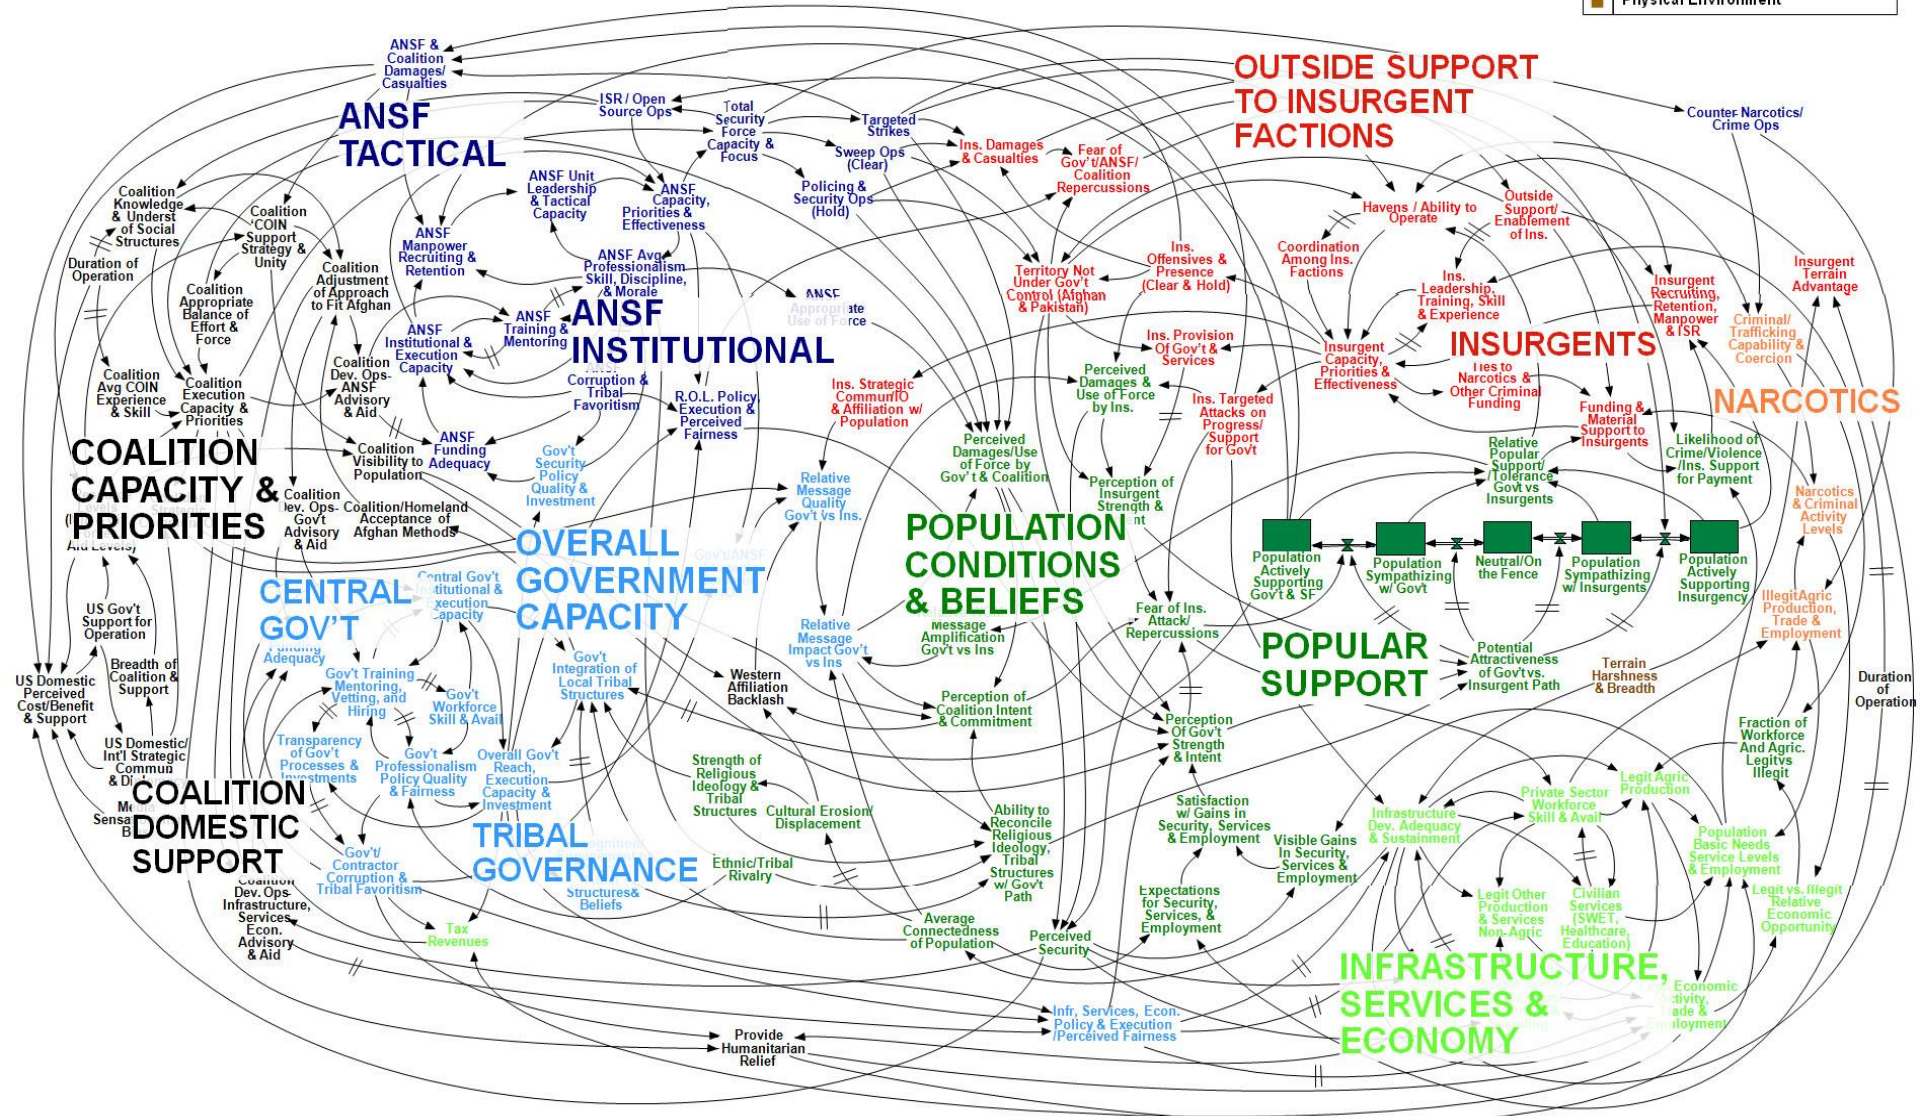 Physical Environment
ANSF &
Coalition
Damages/
Casualties
ANSF
TACTICAL
ISR / Open
Source Ops
Total
Security
Force
Capacity &
Focus
Targeted
Strikes
Sweep Ops
(Clear)
Policing &
Security Ops
(Hold)
Ins. Damages
& Casualties
Fear of
Gov't/ANSF/
Coalition
Repercussions
OUTSIDE SUPPORT
TO INSURGENT
FACTIONS
Counter Narcotics/
Crime Ops
Coalition
Knowledge
& Underst
of Social
Structures
Duration of
Operation
Coalition
COIN
Support
Strategy &
Unity
Coalition
Adjustment
of Approach
to Fit Afghan
Coalition
Appropriate
Balance of
Effort &
Force
Coalition
Avg COIN
Experience
& Skill
Coalition
Execution
Capacity &
Priorities
Coalition
Dev. Ops-
ANSF
Advisory
& Aid
Coalition
Visibility to
Population
Coalition
Dev. Ops-
Gov't
Advisory
& Aid
Coalition/Homeland
Acceptance of
Afghan Methods
COALITION
CAPACITY &
PRIORITIES
Aid Levels)
ANSF Unit
Leadership
& Tactical
Capacity
ANSF
Capacity,
Priorities &
Effectiveness
ANSF
Manpower
Recruiting &
Retention
ANSF Avg
Professionalism
Skill, Discipline,
& Morale
ANSF
Institutional &
Execution
Capacity
ANSF
Training &
Mentoring
ANSF
INSTITUTIONAL
ANSF
Appropriate
Use of Force
ANSF
Corruption &
Tribal
Favoritism
R.O.L. Policy,
Execution &
Perceived
Fairness
ANSF
Funding
Adequacy
Gov't
Security
Policy
Quality &
Investment
Ins. Strategic
Commun/IO
& Affiliation w/
Population
Relative
Message
Quality
Gov't vs Ins.
Territory Not
Under Gov't
Control (Afghan
& Pakistan)
Ins.
Offensives &
Presence
(Clear & Hold)
Ins. Provision
Of Gov't &
Services
Perceived
Damages &
Use of Force
by Ins.
Ins. Targeted
Attacks on
Progress/
Support
for Gov't
Perceived
Damages/Use
of Force by
Gov't & Coalition
Perception of
Insurgent
Strength &
Havens / Ability to
Operate
Outside
Support/
Enablement
of Ins.
Coordination
Among Ins.
Factions
Ins.
Leadership,
Training, Skill
& Experience
INSURGENTS
Insurgent
Capacity,
Priorities &
Effectiveness
Ties to
Narcotics &
Other Criminal
Funding
Funding &
Material
Support to
Insurgents
Insurgent
Recruiting,
Retention,
Manpower
& ISR
Insurgent
Terrain
Advantage
Criminal/
Trafficking
Capability &
Coercion
NARCOTICS
Relative
Popular
Support/
Tolerance
Gov't vs
Insurgents
Likelihood of
Crime/Violence
/Ins. Support
for Payment
Narcotics
& Criminal
Activity
Levels
IllegitAgric
Production,
Trade &
Employment
POPULATION
CONDITIONS
& BELIEFS
Population
Actively
Supporting
Gov't & SF
Population
Sympathizing
w/ Gov't
Neutral/On
the Fence
Population
Sympathizing
w/ Insurgents
Population
Actively
Supporting
Insurgency
Fear of Ins.
Attack/
Repercussions
Message
Amplification
Gov't vs Ins
POPULAR
SUPPORT
Potential
Attractiveness
of Gov't vs.
Insurgent Path
Terrain
Harshness
& Breadth
Duration
of
Operation
OVERALL
GOVERNMENT
CAPACITY
Gov't/ANSF
CENTRAL
GOV'T
Central Gov't
Capacity
Adequacy
Gov't Training
Mentoring,
Vetting, and
Hiring
Gov't
Workforce
Skill & Avail
Gov't
Integration of
Local Tribal
Structures
Relative
Message
Impact Gov't
vs Ins
Western
Affiliation
Backlash
Perception of
Coalition Intent
& Commitment
Perception
Of Gov't
Strength
& Intent
US Gov't
Support for
Operation
Breadth of
Coalition &
Support
US Domestic
Perceived
Cost/Benefit
& Support
US Domestic/
Int'l Strategic
Commun
COALITION
DOMESTIC
SUPPORT
Transparency
of Gov't
Processes &
Investments
Gov't
Professionalism
Policy Quality
& Fairness
Overall Gov't
Reach,
Execution
Capacity &
Investment
Gov't/
Contractor
Corruption &
Tribal Favoritism
TRIBAL
GOVERNANCE
Structures&
Beliefs
Strength of
Religious
Ideology &
Tribal
Structures
Cultural Erosion/
Displacement
Ethnic/Tribal
Rivalry
Ability to
Reconcile
Religious
Ideology,
Tribal
Structures
w/ Gov't
Path
Average
Connectedness
of Population
Perceived
Security
Satisfaction
w/ Gains in
Security, Services
& Employment
Visible Gains
In Security,
Services &
Employment
Expectations
for Security,
Services, &
Employment
Infrastructure
Dev. Adequacy
& Sustainment
Private Sector
Workforce
Skill & Avail
Legit Agric
Production
Fraction of
Workforce
And Agric.
Legitvs
Illegit
Population
Basic Needs
Service Levels
& Employment
Legit vs. Illegit
Relative
Economic
Opportunity
Legit Other
Production
& Services
Non-Agric
Civilian
Services
(SWET,
Healthcare,
Education)
INFRASTRUCTURE,
SERVICES &
ECONOMY
Economic
Coalition
Dev. Ops-
Infrastructure,
Services,
Econ.
Advisory
& Aid
Tax
Revenues
Provide
Humanitarian
Relief
Infr, Services, Econ.
Policy & Execution
/Perceived Fairness